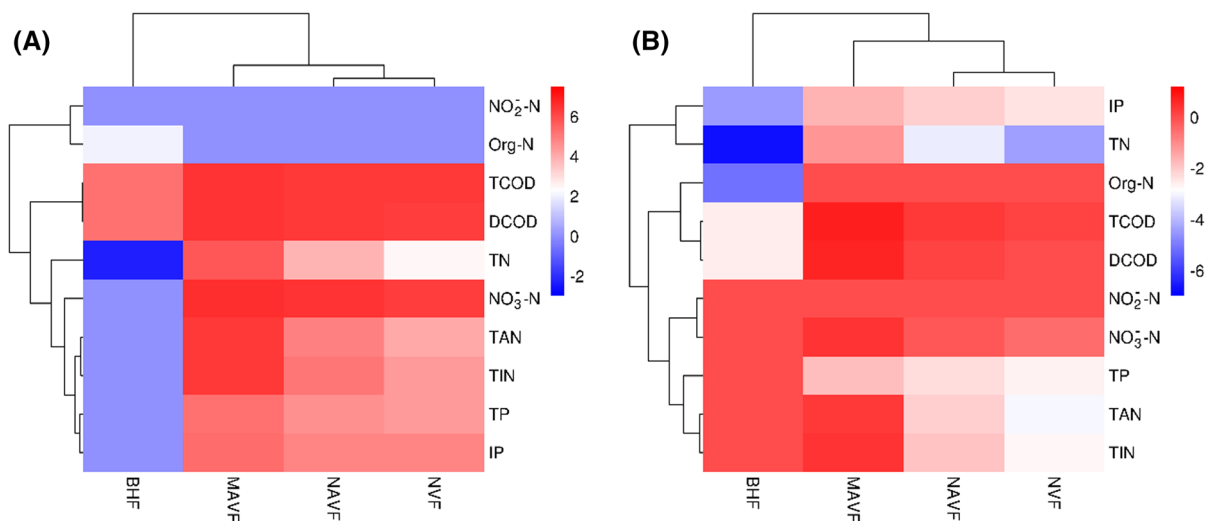 (A)
NO₂⁻-N
Org-N
TCOD
DCOD
TN
NO₃⁻-N
TAN
TIN
TP
IP
6
4
2
0
-2
BHF
MAVF
NAVF
NVF
(B)
IP
TN
Org-N
TCOD
DCOD
NO₂⁻-N
NO₃⁻-N
TP
TAN
TIN
0
-2
-4
-6
BHF
MAVF
NAVF
NVF